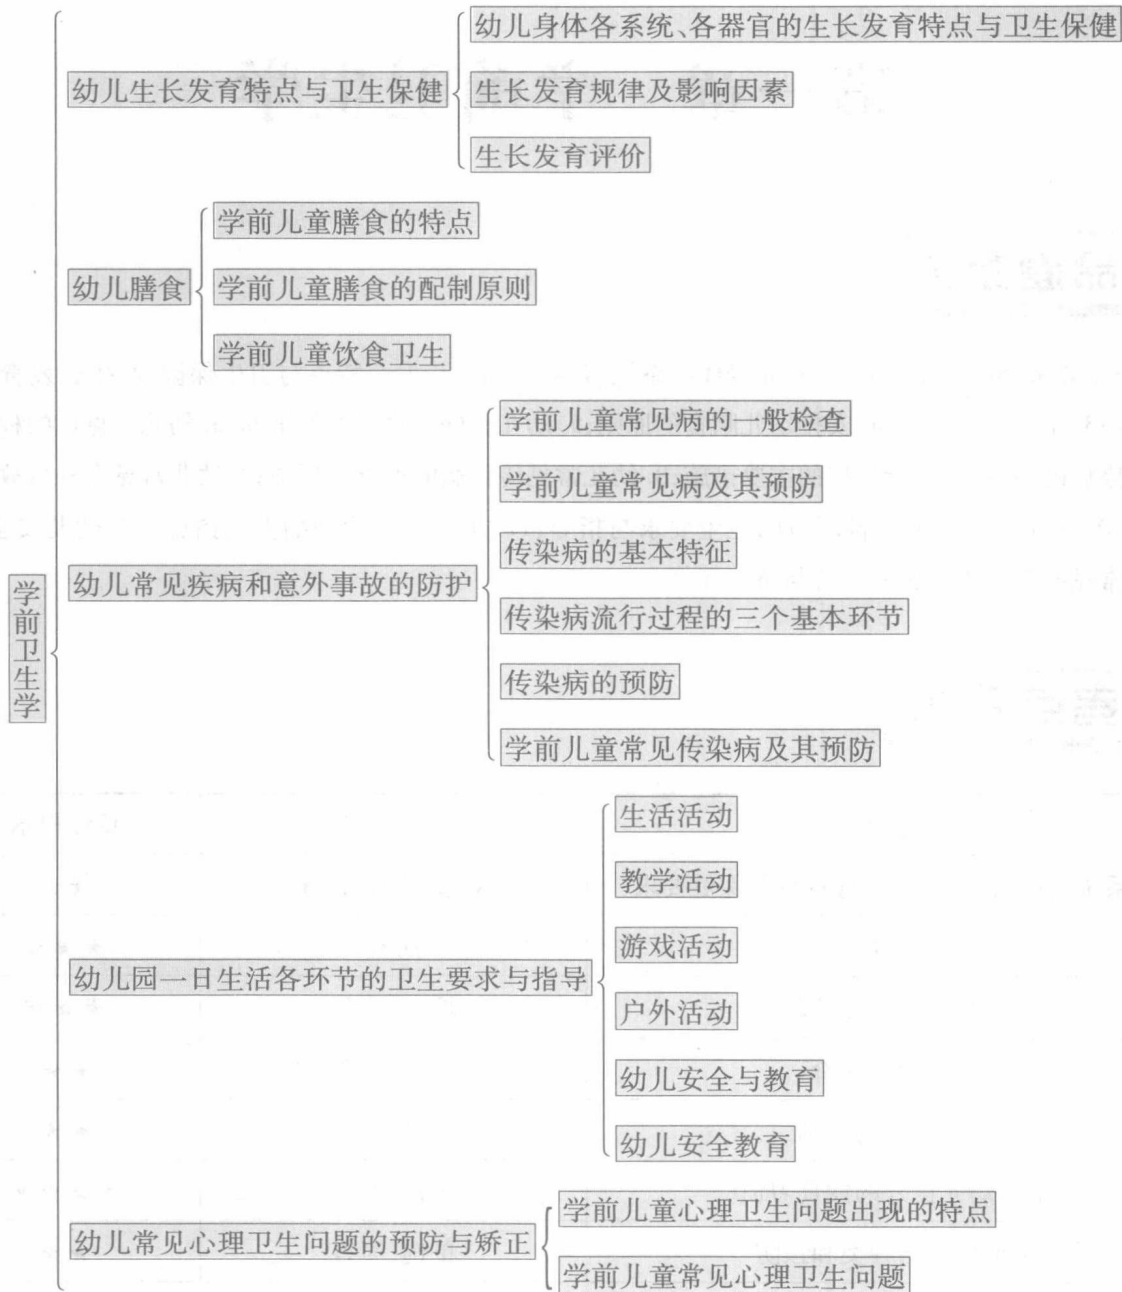 学前卫生学
幼儿生长发育特点与卫生保健
幼儿身体各系统、各器官的生长发育特点与卫生保健
生长发育规律及影响因素
生长发育评价
幼儿膳食
学前儿童膳食的特点
学前儿童膳食的配制原则
学前儿童饮食卫生
幼儿常见疾病和意外事故的防护
学前儿童常见病的一般检查
学前儿童常见病及其预防
传染病的基本特征
传染病流行过程的三个基本环节
传染病的预防
学前儿童常见传染病及其预防
幼儿园一日生活各环节的卫生要求与指导
生活活动
教学活动
游戏活动
户外活动
幼儿安全与教育
幼儿安全教育
幼儿常见心理卫生问题的预防与矫正
学前儿童心理卫生问题出现的特点
学前儿童常见心理卫生问题